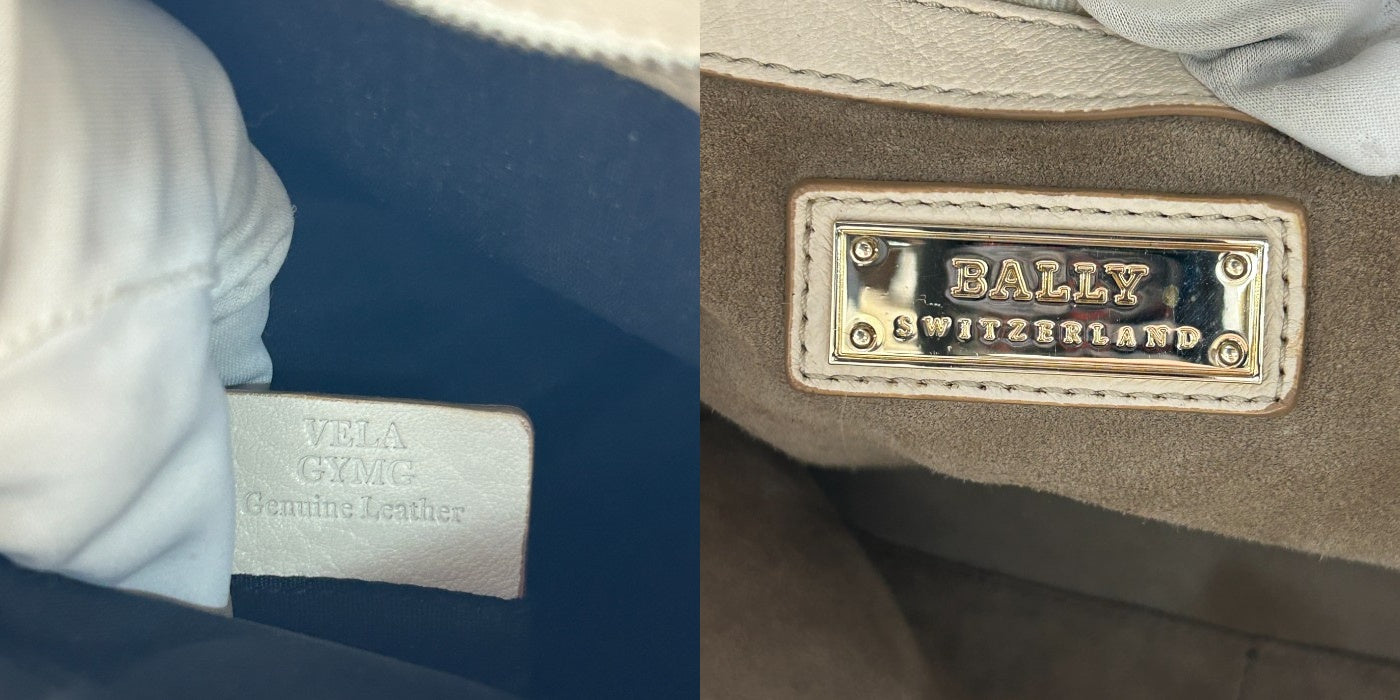 VELA
GYMG
Genuine Leather
BALLY
SWITZERLAND